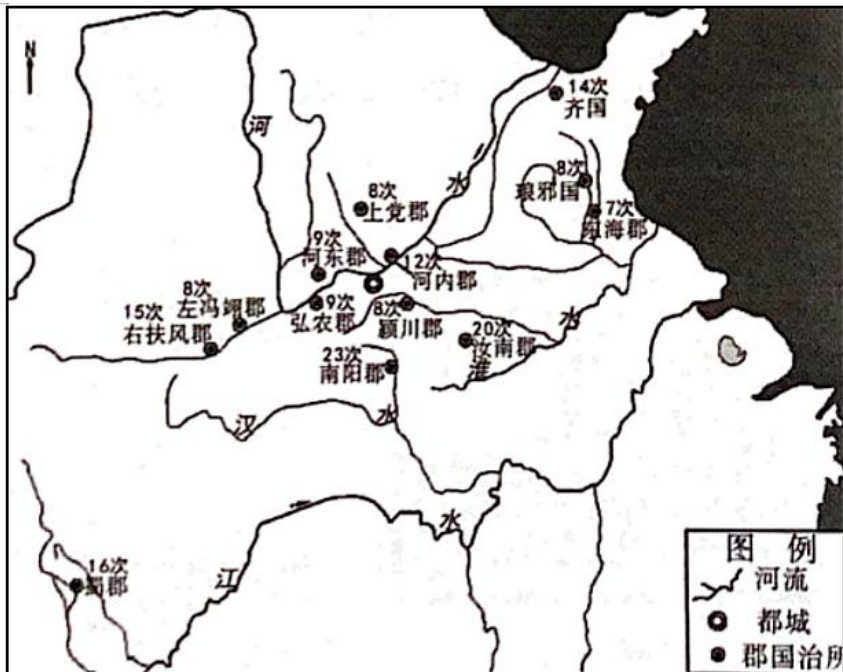 N
14次
齐国
河
水
8次
琅邪国
8次
上党郡
7次
海郡
9次
河东郡
12次
河内郡
8次
左冯翊郡
9次
弘农郡
8次
颍川郡
水
15次
右扶风郡
20次
汝南郡
淮
23次
南阳郡
汉
水
水
江
16次
蜀郡
图 例
河流
都城
郡国治所